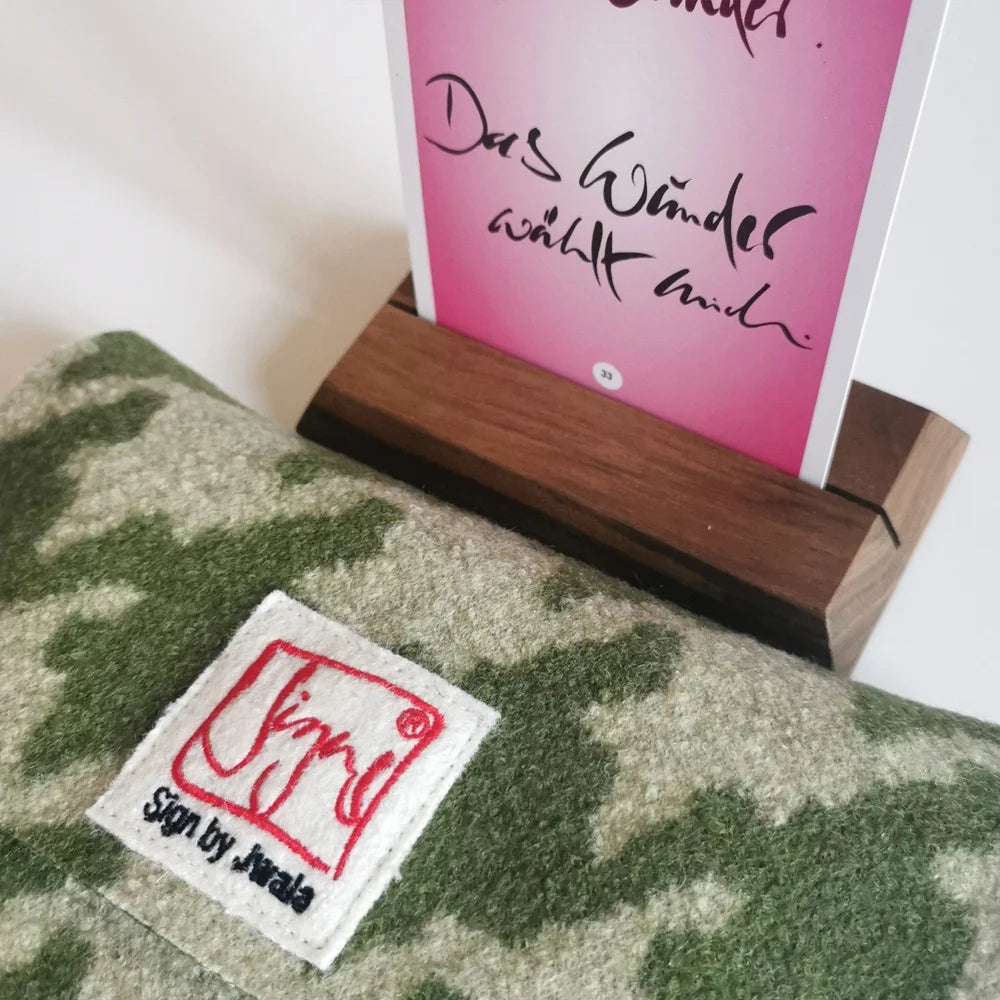 Das Wunder
wählt mich.
33
®
Sign by Jwala